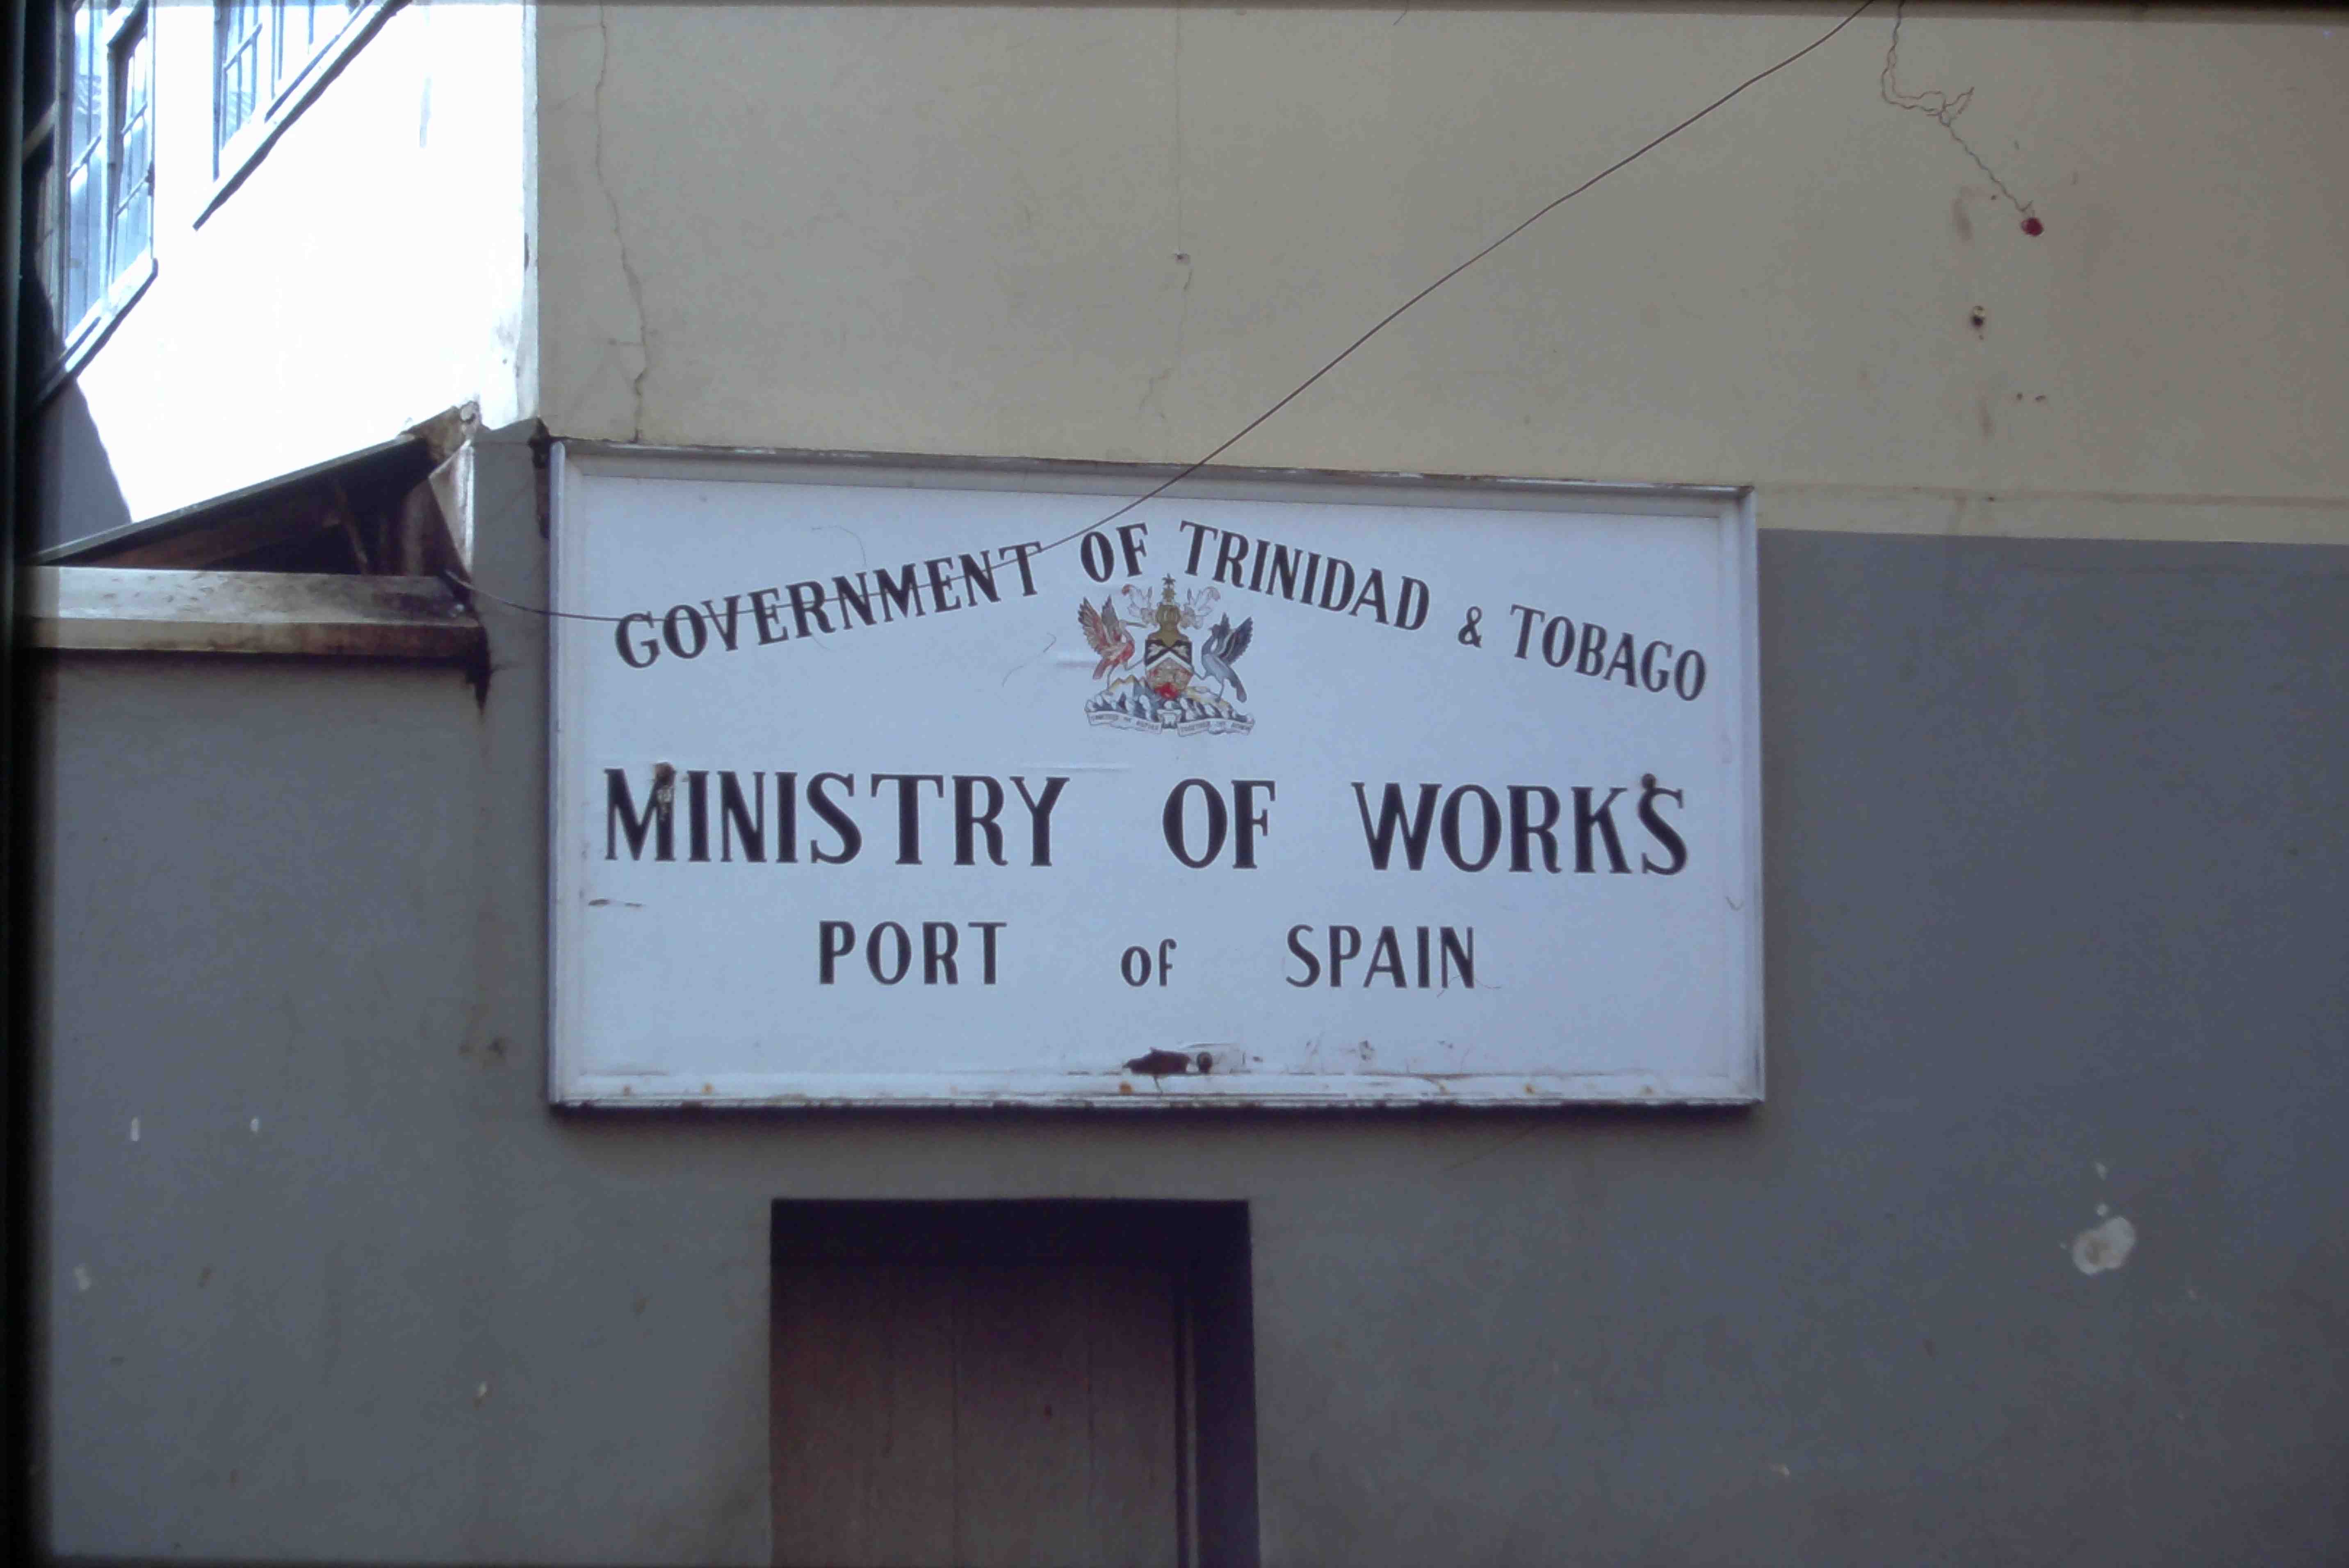 GOVERNMENT OF TRINIDAD & TOBAGO
MINISTRY OF WORKS
PORT of SPAIN